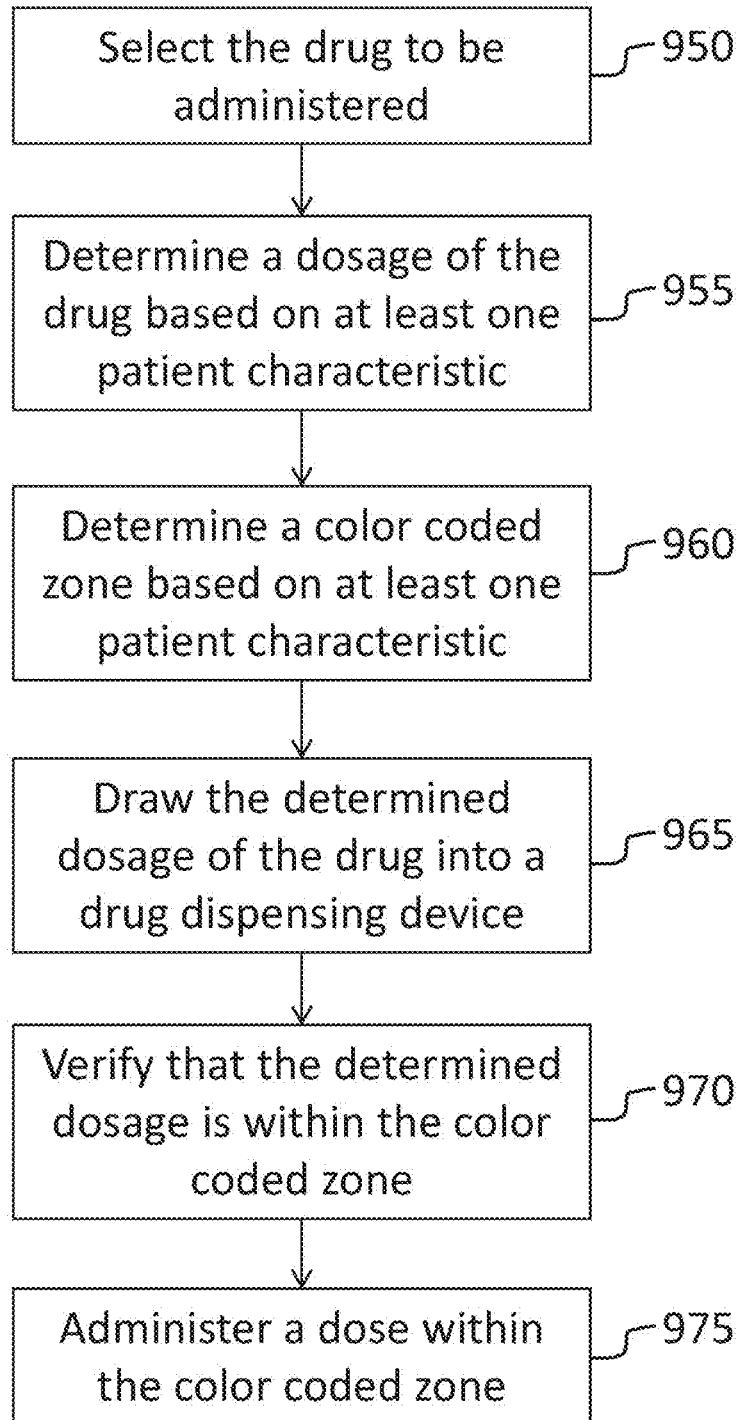 Select the drug to be
administered
950
Determine a dosage of the
drug based on at least one
patient characteristic
955
Determine a color coded
zone based on at least one
patient characteristic
960
Draw the determined
dosage of the drug into a
drug dispensing device
965
Verify that the determined
dosage is within the color
coded zone
970
Administer a dose within
the color coded zone
975